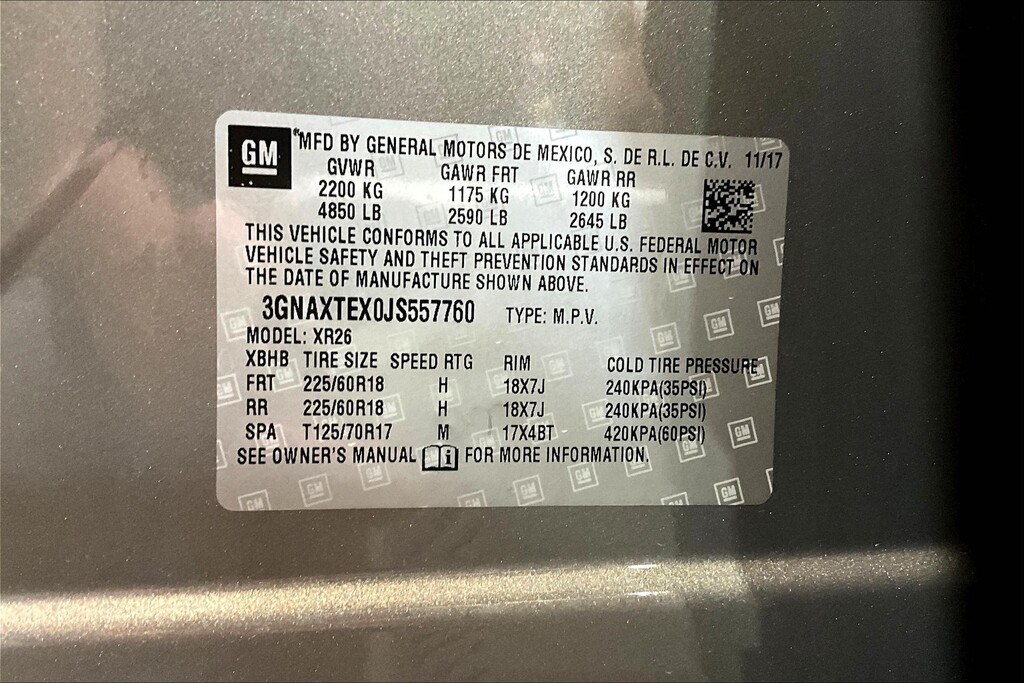 GM MFD BY GENERAL MOTORS DE MEXICO, S. DE R.L. DE C.V. 11/17
GVWR GAWR FRT GAWR RR
2200 KG 1175 KG 1200 KG
4850 LB 2590 LB 2645 LB
THIS VEHICLE CONFORMS TO ALL APPLICABLE U.S. FEDERAL MOTOR
VEHICLE SAFETY AND THEFT PREVENTION STANDARDS IN EFFECT ON
THE DATE OF MANUFACTURE SHOWN ABOVE.
3GNAXTEX0JS557760 TYPE: M.P.V.
MODEL: XR26
XBHB TIRE SIZE SPEED RTG RIM COLD TIRE PRESSURE
FRT 225/60R18 H 18X7J 240KPA(35PSI)
RR 225/60R18 H 18X7J 240KPA(35PSI)
SPA T125/70R17 M 17X4BT 420KPA(60PSI)
SEE OWNER'S MANUAL i FOR MORE INFORMATION.